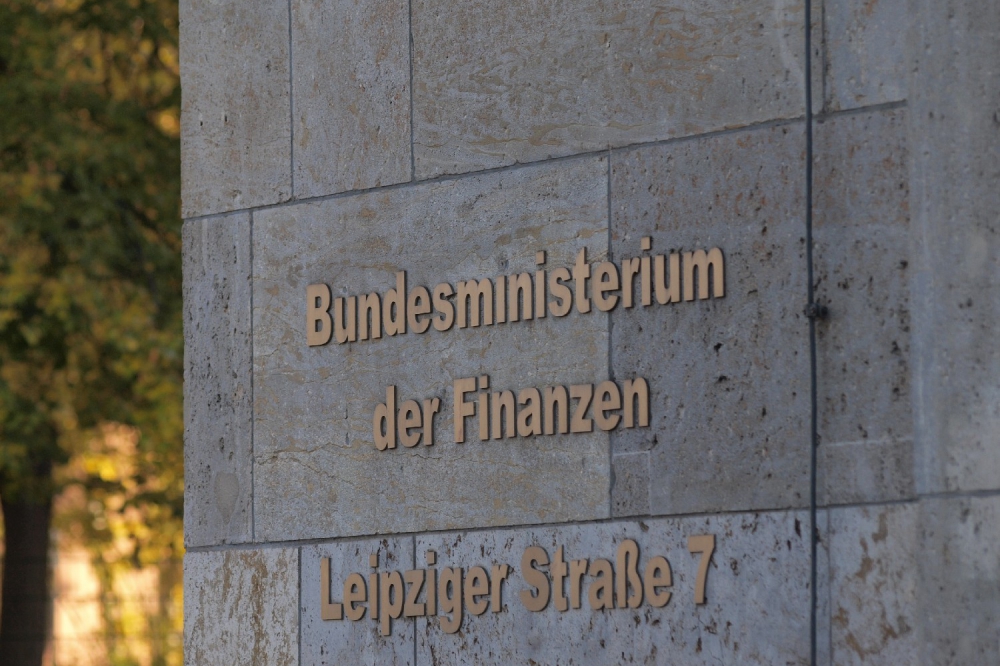 Bundesministerium
der Finanzen
Leipziger Straße 7